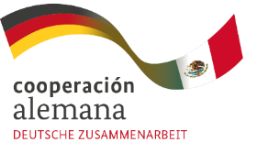 cooperación
alemana
DEUTSCHE ZUSAMMENARBEIT